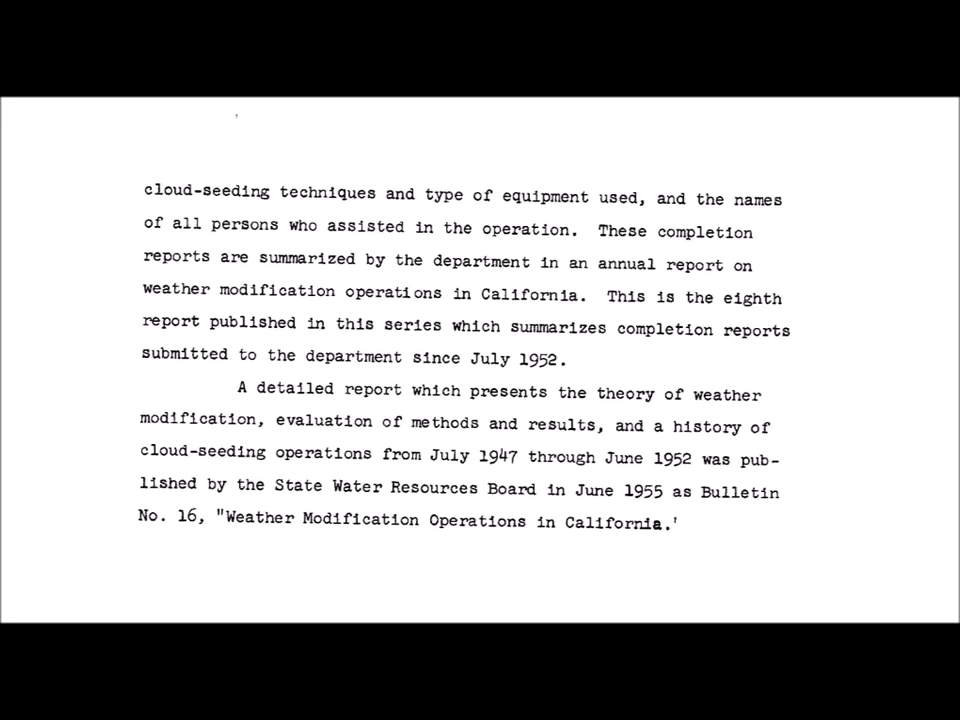 cloud-seeding techniques and type of equipment used, and the names
of all persons who assisted in the operation. These completion
reports are summarized by the department in an annual report on
weather modification operations in California. This is the eighth
report published in this series which summarizes completion reports
submitted to the department since July 1952.
A detailed report which presents the theory of weather
modification, evaluation of methods and results, and a history of
cloud-seeding operations from July 1947 through June 1952 was pub-
lished by the State Water Resources Board in June 1955 as Bulletin
No. 16, "Weather Modification Operations in California.'